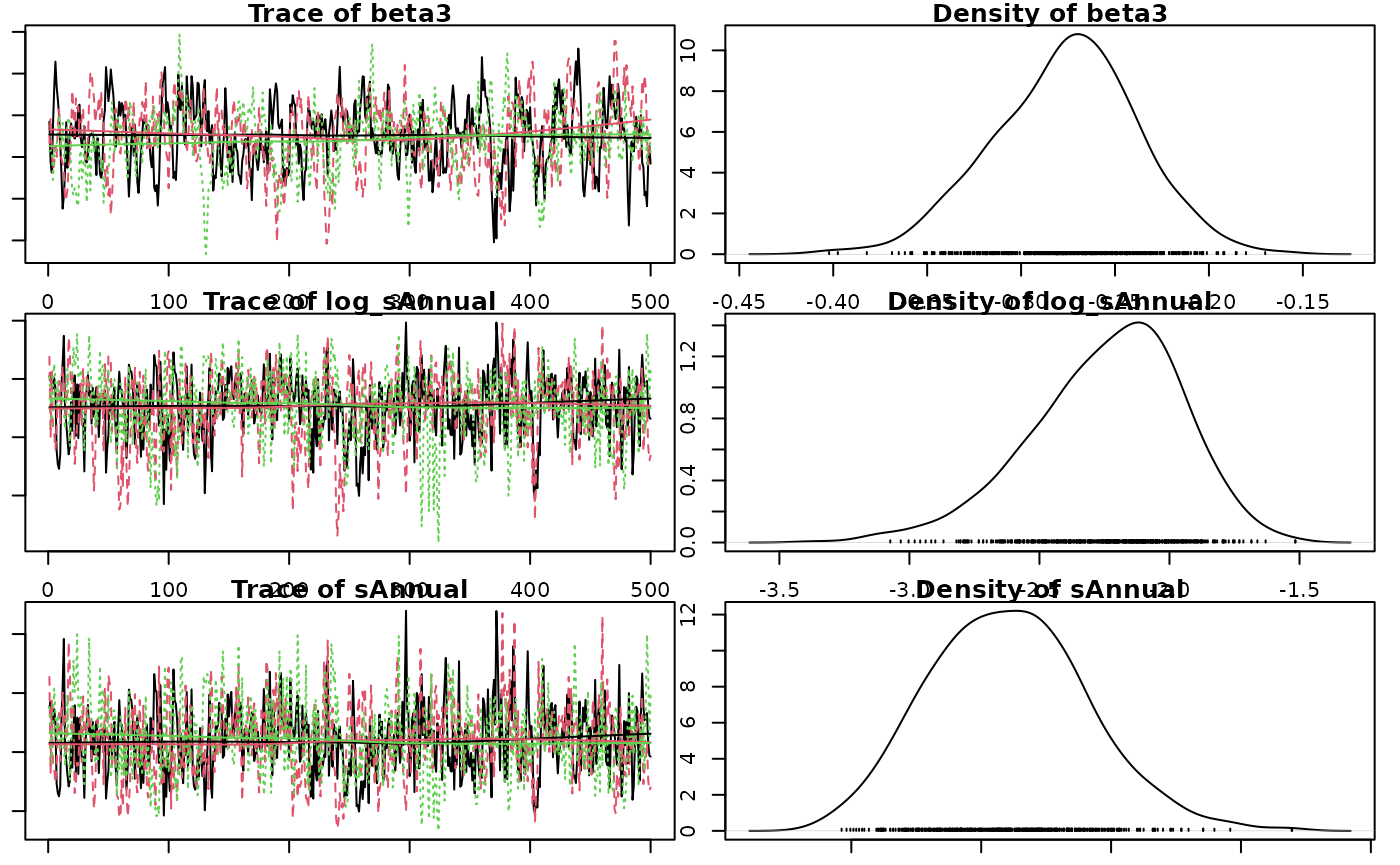 Trace of beta3
Density of beta3
0 2 4 6 8 10
0 100 200 300 400 500
-0.45 -0.40 -0.35 -0.30 -0.25 -0.20 -0.15
Trace of log_sAnnual
Density of log_sAnnual
0.0 0.4 0.8 1.2
0 100 200 300 400 500
-3.5 -3.0 -2.5 -2.0 -1.5
Trace of sAnnual
Density of sAnnual
0 2 4 6 8 12